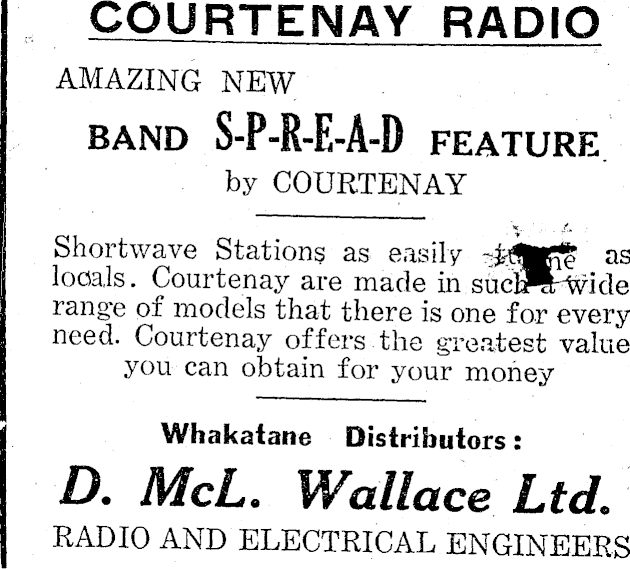 COURTENAY RADIO
AMAZING NEW
BAND S-P-R-E-A-D FEATURE
by COURTENAY
Shortwave Stations as easily as
locals. Courtenay are made in such a wide
range of models that there is one for every
need. Courtenay offers the greatest value
you can obtain for your money
Whakatane Distributors:
D. McL. Wallace Ltd.
RADIO AND ELECTRICAL ENGINEERS